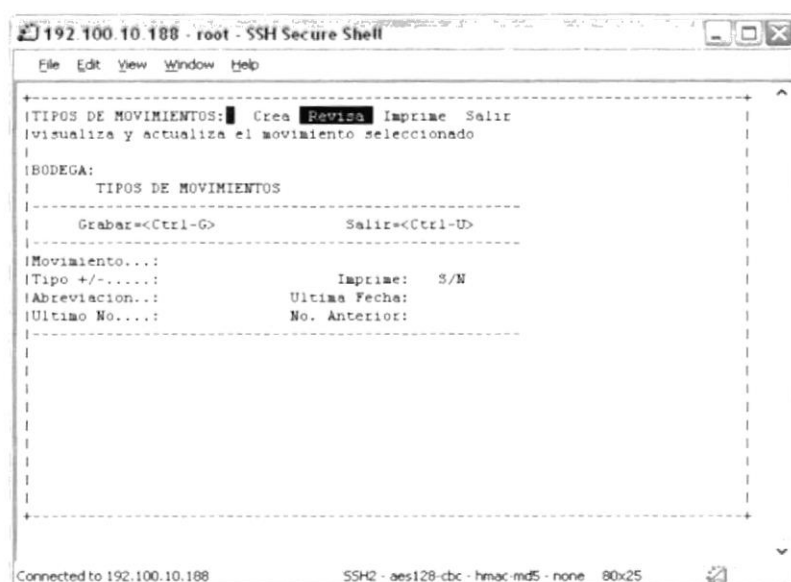 192.100.10.188 - root - SSH Secure Shell
File Edit View Window Help
TIPOS DE MOVIMIENTOS: Crea Revisa Imprime Salir
visualiza y actualiza el movimiento seleccionado
BODEGA:
TIPOS DE MOVIMIENTOS
Grabar=<Ctrl-G> Salir=<Ctrl-U>
Movimiento...:
Tipo +/-.....: Imprime: S/N
Abreviacion..: Ultima Fecha:
Ultimo No....: No. Anterior:
Connected to 192.100.10.188 SSH2 - aes128-cbc - hmac-md5 - none 80x25